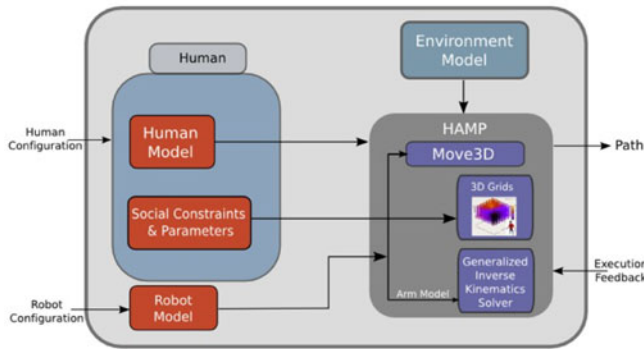 Human
Environment
Model
Human
Configuration
Human
Model
HAMP
Move3D
Path
3D Grids
Social Constraints
& Parameters
Generalized
Inverse
Kinematics
Solver
Execution
Feedback
Arm Model
Robot
Configuration
Robot
Model